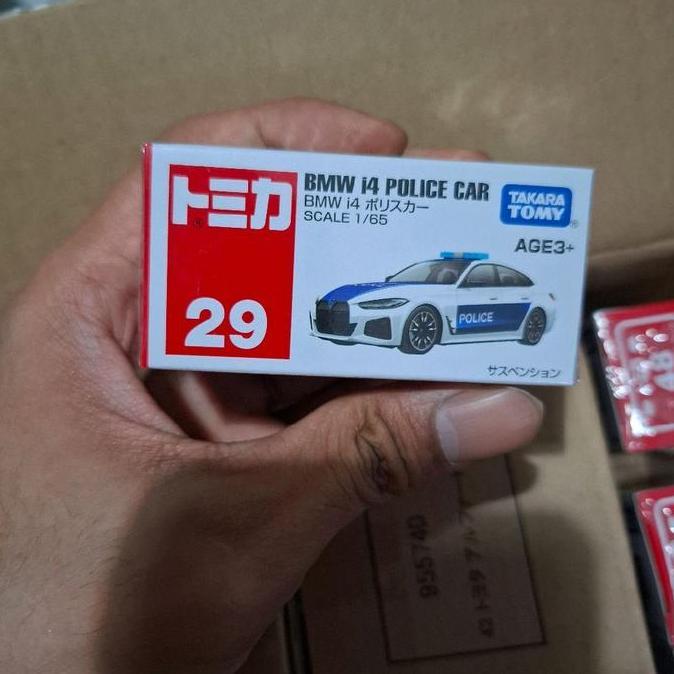 トミカ
29
BMW i4 POLICE CAR
BMW i4 ポリスカー
SCALE 1/65
TAKARA
TOMY
AGE3+
POLICE
サスペンション
48